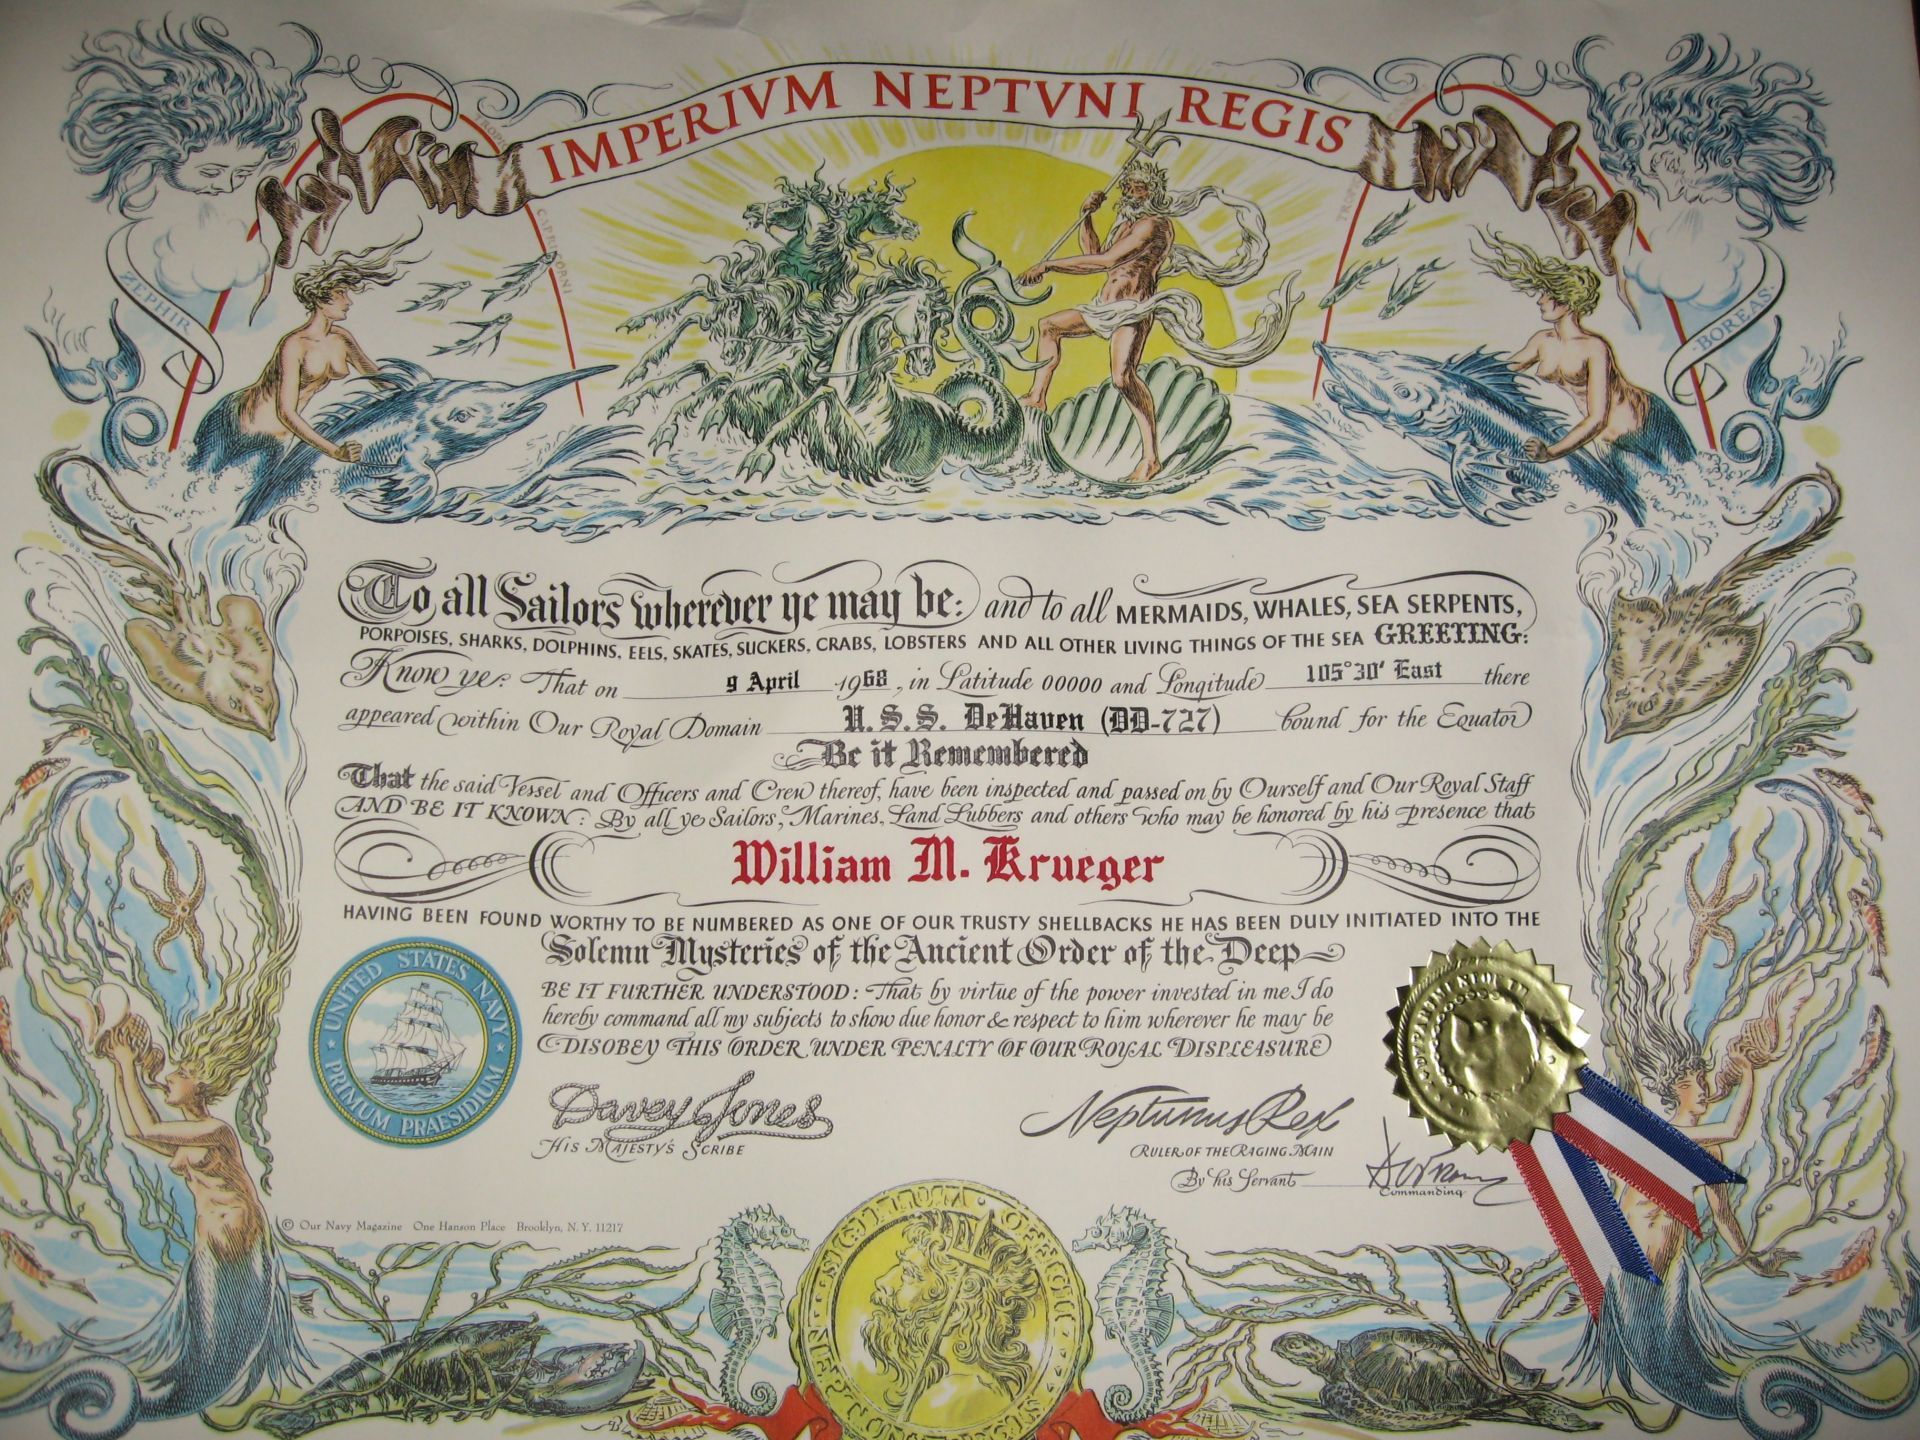 IMPERIVM NEPTVNI REGIS
ZEPHIR
CAPRICORNI
BOREAS
To all Sailors wherever ye may be: and to all MERMAIDS, WHALES, SEA SERPENTS,
PORPOISES, SHARKS, DOLPHINS, EELS, SKATES, SUCKERS, CRABS, LOBSTERS AND ALL OTHER LIVING THINGS OF THE SEA GREETING:
Know ye: That on 9 April 1968, in Latitude 00000 and Longitude 105°30' East there
appeared within Our Royal Domain U.S.S. DeHaven (DD-727) bound for the Equator
Be it Remembered
That the said Vessel and Officers and Crew thereof, have been inspected and passed on by Ourself and Our Royal Staff
AND BE IT KNOWN: By all ye Sailors, Marines, Land Lubbers and others who may be honored by his presence that
William M. Krueger
HAVING BEEN FOUND WORTHY TO BE NUMBERED AS ONE OF OUR TRUSTY SHELLBACKS HE HAS BEEN DULY INITIATED INTO THE
Solemn Mysteries of the Ancient Order of the Deep
BE IT FURTHER UNDERSTOOD: That by virtue of the power invested in me I do
hereby command all my subjects to show due honor & respect to him wherever he may be
DISOBEY THIS ORDER UNDER PENALTY OF OUR ROYAL DISPLEASURE
UNITED STATES NAVY
PRIMUM PRAESIDIUM
Davey Jones
HIS MAJESTY'S SCRIBE
Neptunus Rex
RULER OF THE RAGING MAIN
By his Servant
Commanding
© Our Navy Magazine One Hanson Place Brooklyn, N. Y. 11217